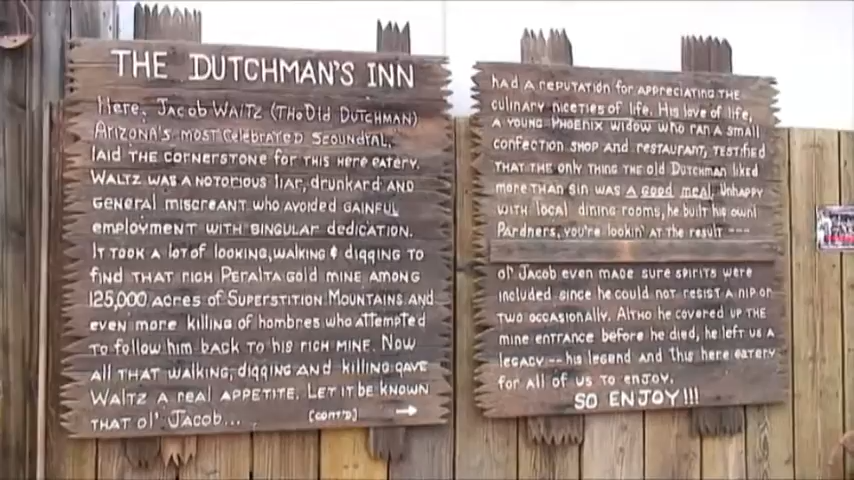 THE DUTCHMAN'S INN
Here, JACOB WALTZ (THE Old DUTCHMAN)
ARIZONA'S MOST CELEBRATED SCOUNDRAL,
LAID THE CORNERSTONE for THIS HERE EATERY.
WALTZ WAS A NOTORIOUS liar, drunkard AND
GENERAL miscreant who avoided GAINFUL
employment WITH SINGULAR dedication.
It TOOK A LOT of looking, walking & digging to
find THAT rich PERALTA GOLD MINE AMONG
125,000 ACRES of SUPERSTITION MOUNTAINS AND
even more killing of hombres who attempted
to follow him back to his rich mine. Now
all that walking, digging and killing gave
WALTZ A real APPETITE. LET IT BE KNOWN
THAT ol' JACOB...
(CONT'D)
HAD A REPUTATION for APPRECIATING THE
culinary niceties of life. His love of life,
A YOUNG PHOENIX WIDOW WHO RAN A SMALL
confection shop and restaurant, testified
THAT THE ONLY THING THE old Dutchman liked
more than sin was a good meal. Unhappy
with local dining rooms, he built his own!
Pardners, you're lookin' at the result ---
ol' Jacob even made sure spirits were
included since he could not resist a nip or
two occasionally. Altho he covered up the
mine entrance before he died, he left us a
legacy -- his legend and this here eatery
for all of us to enjoy.
SO ENJOY!!!